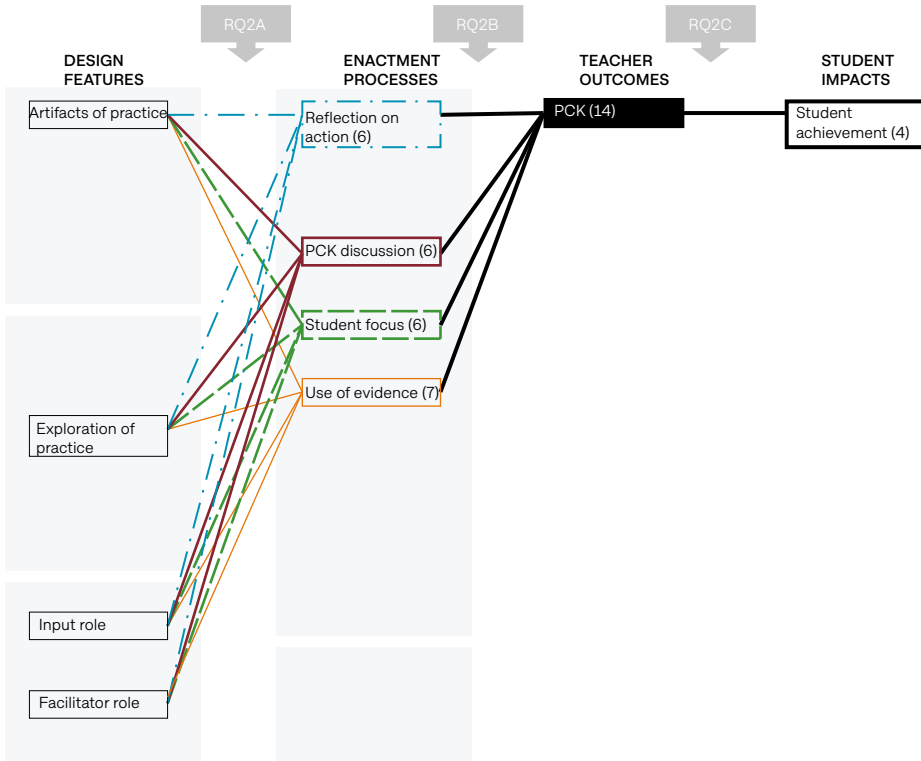 RQ2A
RQ2B
RQ2C
DESIGN
FEATURES
ENACTMENT
PROCESSES
TEACHER
OUTCOMES
STUDENT
IMPACTS
Artifacts of practice
Reflection on
action (6)
PCK (14)
Student
achievement (4)
PCK discussion (6)
Student focus (6)
Use of evidence (7)
Exploration of
practice
Input role
Facilitator role